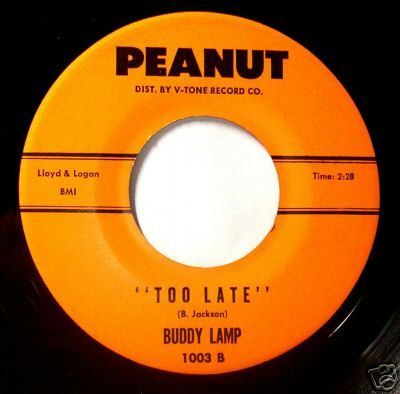 PEANUT
DIST. BY V-TONE RECORD CO.
Lloyd & Logan
BMI
Time: 2:28
"TOO LATE"
(B. Jackson)
BUDDY LAMP
1003 B